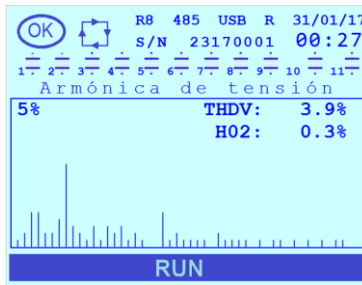 OK R8 485 USB R 31/01/17
S/N 23170001 00:27
1 2 3 4 5 6 7 8 9 10 11
Armónica de tensión
5% THDV: 3.9%
H02: 0.3%
RUN